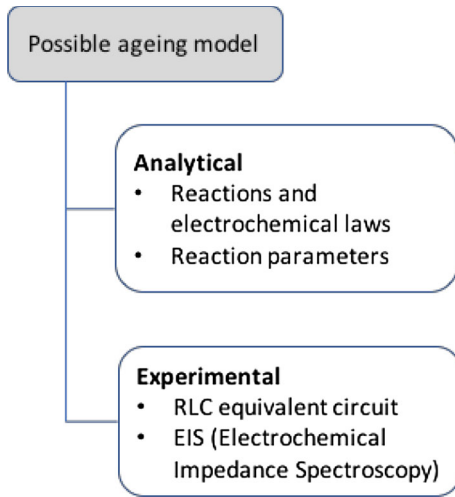 Possible ageing model
Analytical
• Reactions and
electrochemical laws
• Reaction parameters
Experimental
• RLC equivalent circuit
• EIS (Electrochemical
Impedance Spectroscopy)